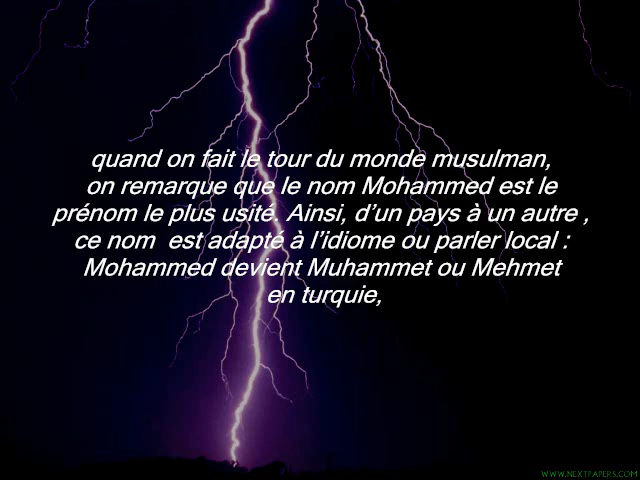 quand on fait le tour du monde musulman,
on remarque que le nom Mohammed est le
prénom le plus usité. Ainsi, d’un pays à un autre ,
ce nom  est adapté à l’idiome ou parler local :
Mohammed devient Muhammet ou Mehmet
en turquie,
WWW.NEXTPAPERS.COM